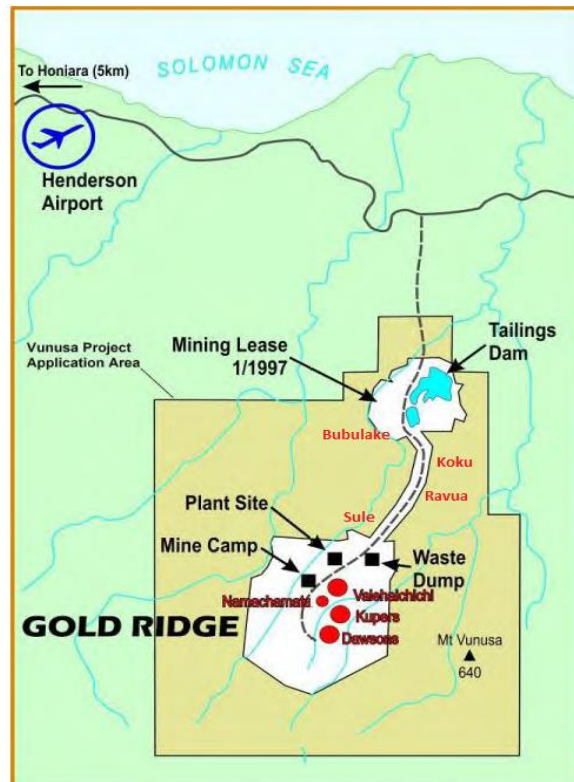 To Honiara (5km)
SOLOMON SEA
Henderson
Airport
Vunusa Project
Application Area
Mining Lease
1/1997
Tailings
Dam
Bubulake
Koku
Ravua
Sule
Plant Site
Mine Camp
Waste
Dump
Namachamata
Valehaichichi
Kupers
Dawsons
GOLD RIDGE
Mt Vunusa
640